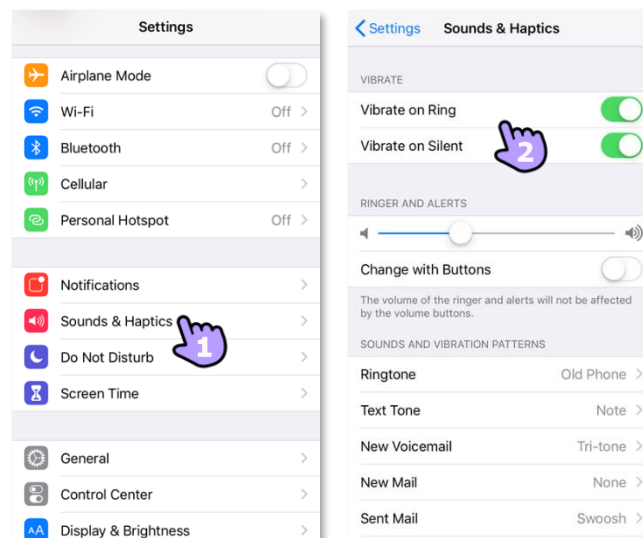 Settings
Airplane Mode
Wi-Fi Off
Bluetooth Off
Cellular
Personal Hotspot Off
Notifications
Sounds & Haptics
1
Do Not Disturb
Screen Time
General
Control Center
AA Display & Brightness
Settings Sounds & Haptics
VIBRATE
Vibrate on Ring
Vibrate on Silent
2
RINGER AND ALERTS
Change with Buttons
The volume of the ringer and alerts will not be affected
by the volume buttons.
SOUNDS AND VIBRATION PATTERNS
Ringtone Old Phone
Text Tone Note
New Voicemail Tri-tone
New Mail None
Sent Mail Swoosh